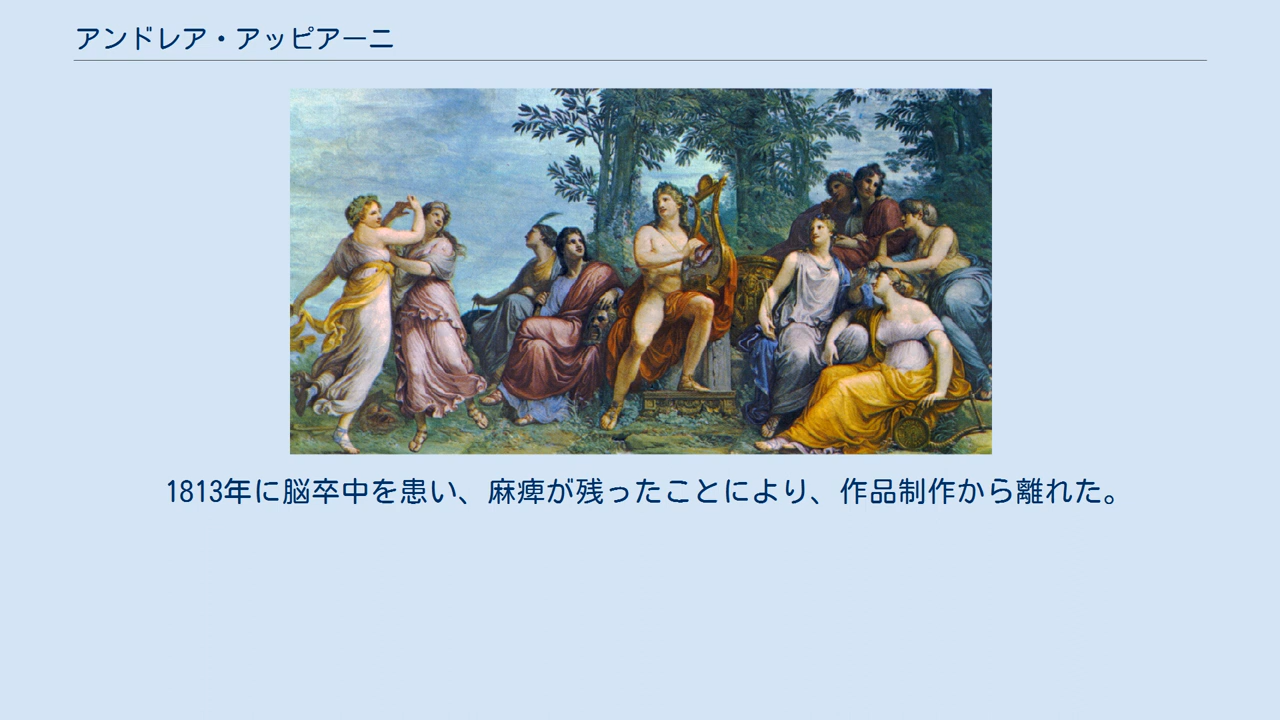 アンドレア・アッピアーニ
1813年に脳卒中を患い、麻痺が残ったことにより、作品制作から離れた。